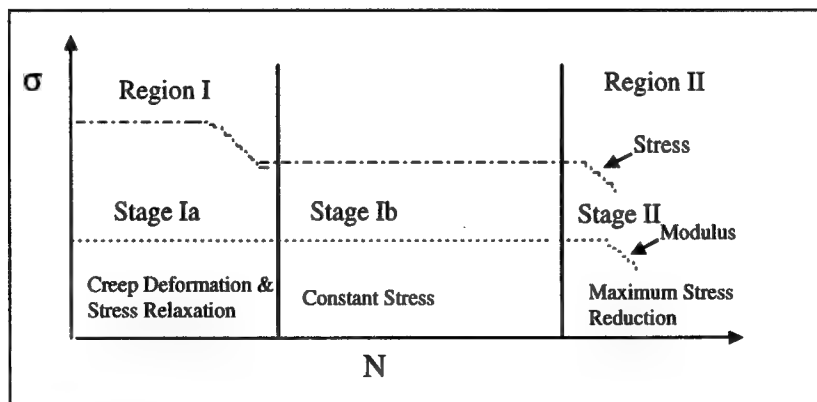 σ
Region I
Region II
Stress
Stage Ia
Stage Ib
Stage II
Modulus
Creep Deformation &
Stress Relaxation
Constant Stress
Maximum Stress
Reduction
N